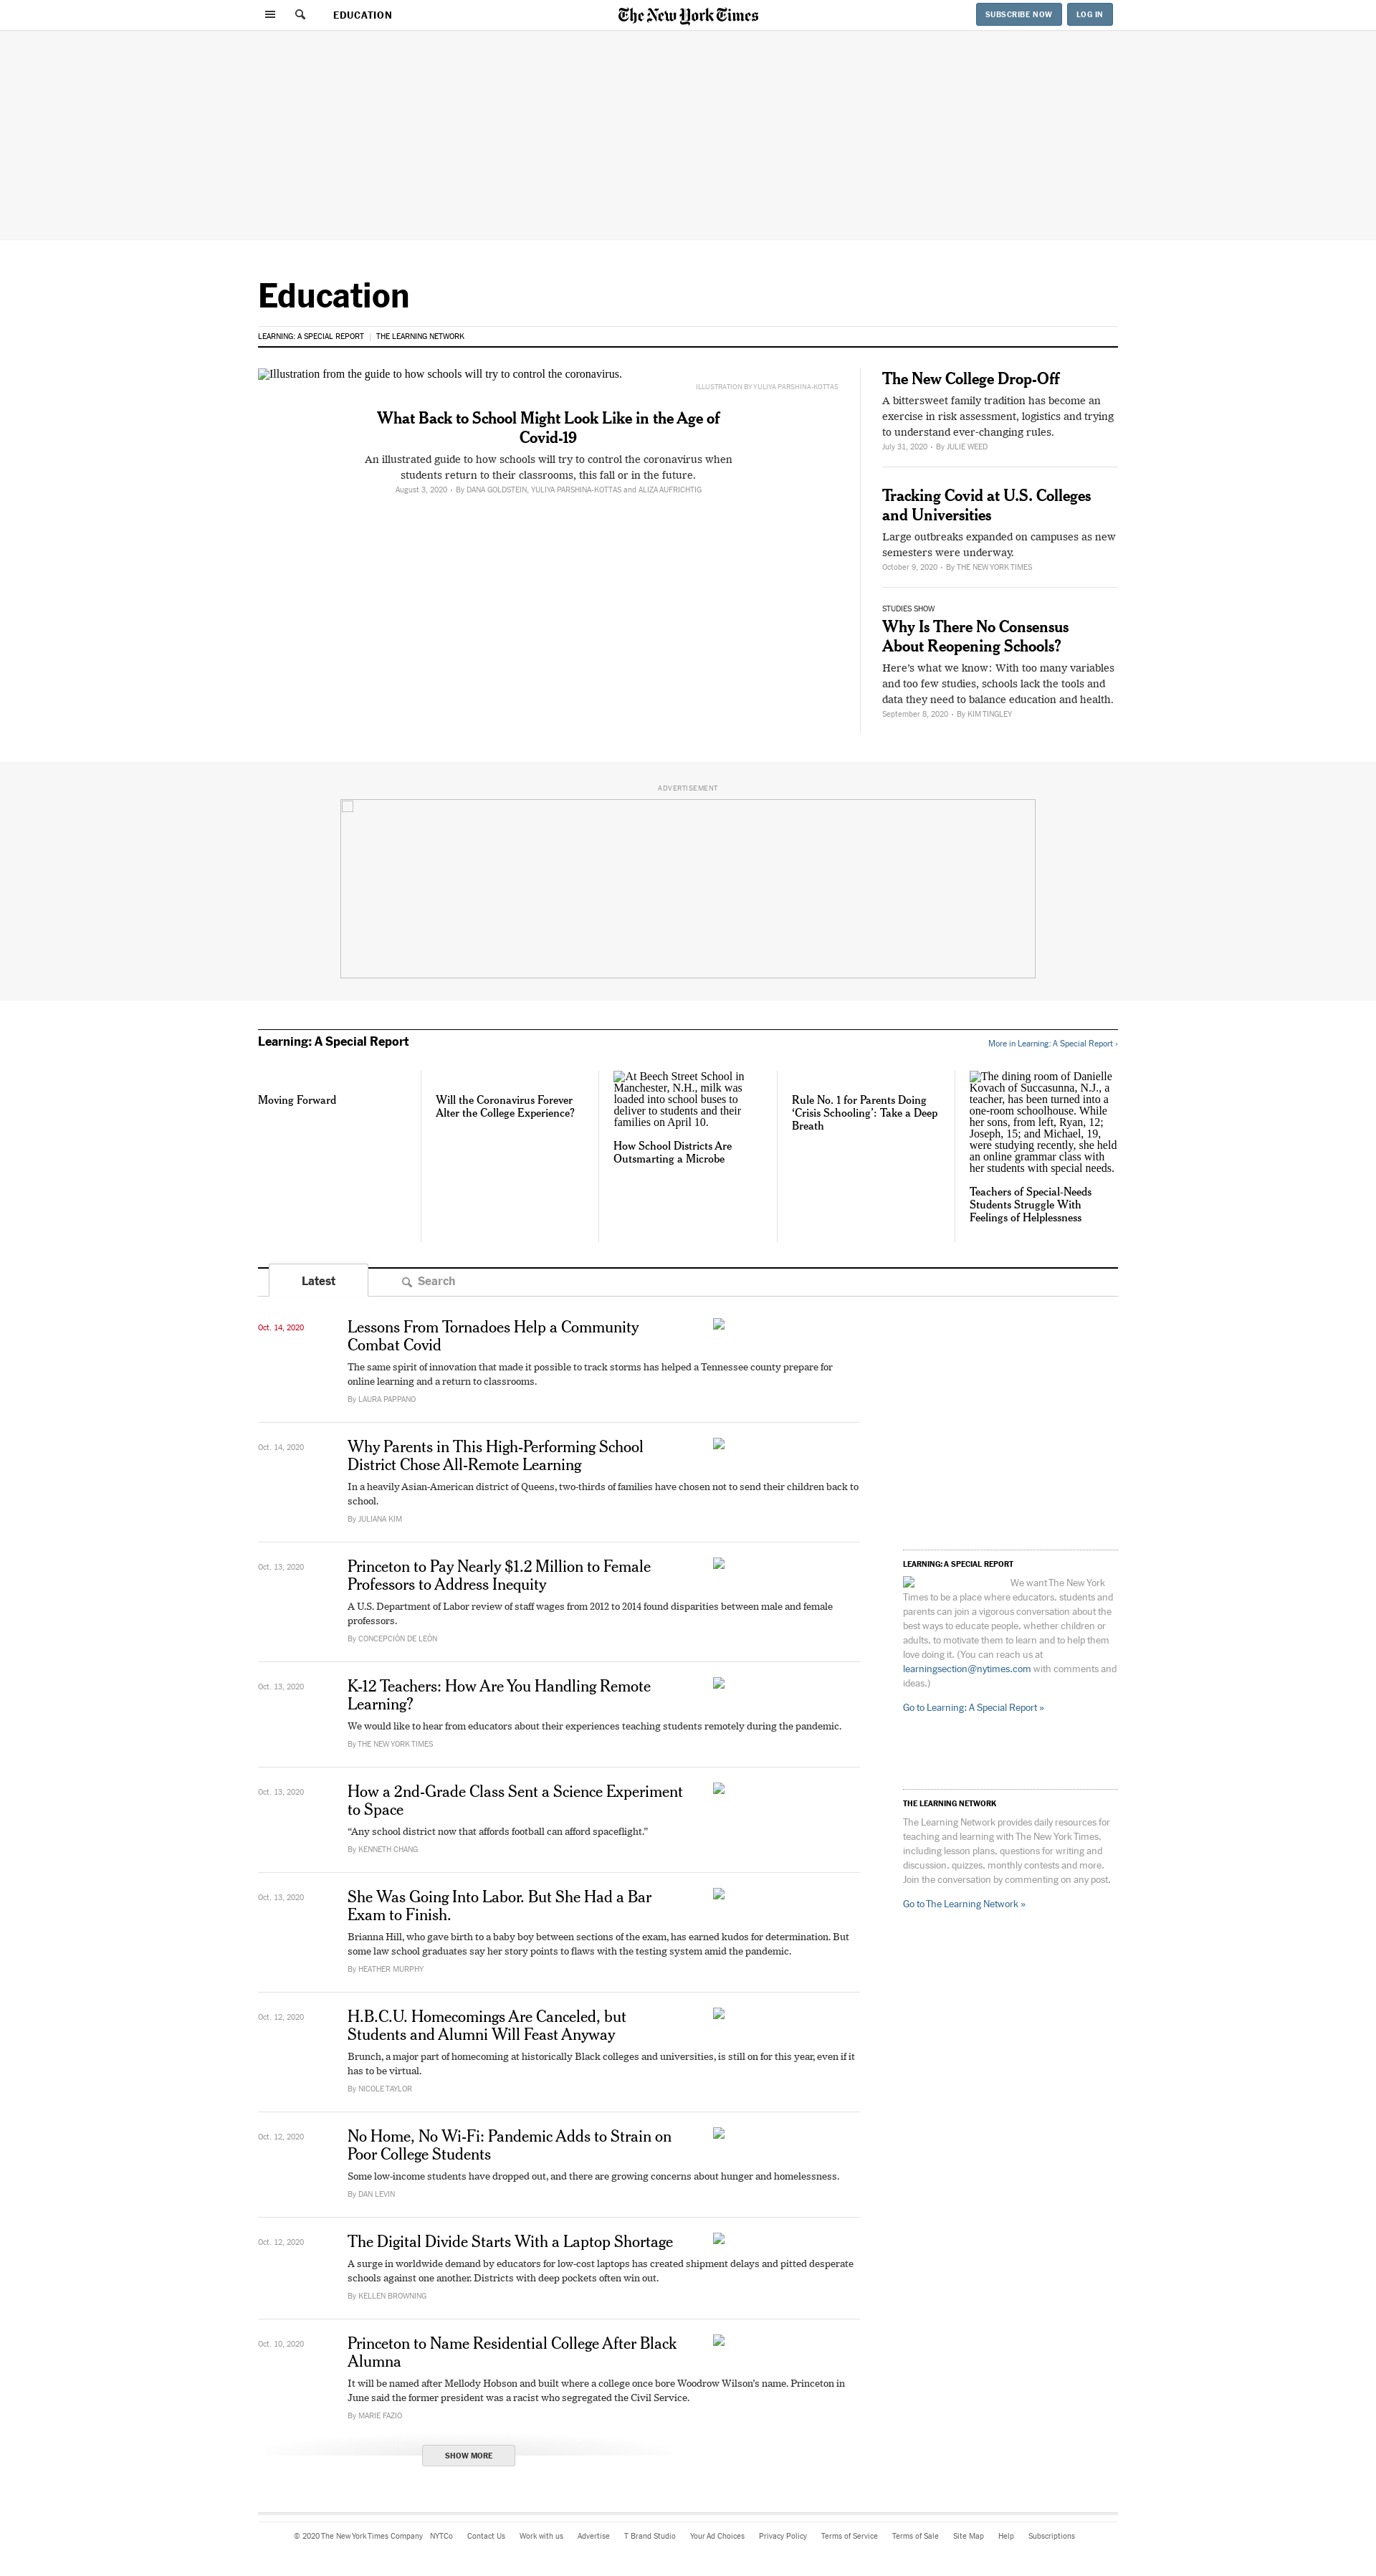 EDUCATION
The New York Times
SUBSCRIBE NOW
LOG IN
Education
LEARNING: A SPECIAL REPORT
THE LEARNING NETWORK
Illustration from the guide to how schools will try to control the coronavirus.
ILLUSTRATION BY YULIYA PARSHINA-KOTTAS
What Back to School Might Look Like in the Age of
Covid-19
An illustrated guide to how schools will try to control the coronavirus when
students return to their classrooms, this fall or in the future.
August 3, 2020 • By DANA GOLDSTEIN, YULIYA PARSHINA-KOTTAS and ALIZA AUFRICHTIG
The New College Drop-Off
A bittersweet family tradition has become an
exercise in risk assessment, logistics and trying
to understand ever-changing rules.
July 31, 2020 • By JULIE WEED
Tracking Covid at U.S. Colleges
and Universities
Large outbreaks expanded on campuses as new
semesters were underway.
October 9, 2020 • By THE NEW YORK TIMES
STUDIES SHOW
Why Is There No Consensus
About Reopening Schools?
Here’s what we know: With too many variables
and too few studies, schools lack the tools and
data they need to balance education and health.
September 8, 2020 • By KIM TINGLEY
ADVERTISEMENT
Learning: A Special Report
More in Learning: A Special Report ›
Moving Forward
Will the Coronavirus Forever
Alter the College Experience?
At Beech Street School in
Manchester, N.H., milk was
loaded into school buses to
deliver to students and their
families on April 10.
How School Districts Are
Outsmarting a Microbe
Rule No. 1 for Parents Doing
‘Crisis Schooling’: Take a Deep
Breath
The dining room of Danielle
Kovach of Succasunna, N.J., a
teacher, has been turned into a
one-room schoolhouse. While
her sons, from left, Ryan, 12;
Joseph, 15; and Michael, 19,
were studying recently, she held
an online grammar class with
her students with special needs.
Teachers of Special-Needs
Students Struggle With
Feelings of Helplessness
Latest
Search
Oct. 14, 2020
Lessons From Tornadoes Help a Community
Combat Covid
The same spirit of innovation that made it possible to track storms has helped a Tennessee county prepare for
online learning and a return to classrooms.
By LAURA PAPPANO
Oct. 14, 2020
Why Parents in This High-Performing School
District Chose All-Remote Learning
In a heavily Asian-American district of Queens, two-thirds of families have chosen not to send their children back to
school.
By JULIANA KIM
Oct. 13, 2020
Princeton to Pay Nearly $1.2 Million to Female
Professors to Address Inequity
A U.S. Department of Labor review of staff wages from 2012 to 2014 found disparities between male and female
professors.
By CONCEPCIÓN DE LEÓN
Oct. 13, 2020
K-12 Teachers: How Are You Handling Remote
Learning?
We would like to hear from educators about their experiences teaching students remotely during the pandemic.
By THE NEW YORK TIMES
Oct. 13, 2020
How a 2nd-Grade Class Sent a Science Experiment
to Space
“Any school district now that affords football can afford spaceflight.”
By KENNETH CHANG
Oct. 13, 2020
She Was Going Into Labor. But She Had a Bar
Exam to Finish.
Brianna Hill, who gave birth to a baby boy between sections of the exam, has earned kudos for determination. But
some law school graduates say her story points to flaws with the testing system amid the pandemic.
By HEATHER MURPHY
Oct. 12, 2020
H.B.C.U. Homecomings Are Canceled, but
Students and Alumni Will Feast Anyway
Brunch, a major part of homecoming at historically Black colleges and universities, is still on for this year, even if it
has to be virtual.
By NICOLE TAYLOR
Oct. 12, 2020
No Home, No Wi-Fi: Pandemic Adds to Strain on
Poor College Students
Some low-income students have dropped out, and there are growing concerns about hunger and homelessness.
By DAN LEVIN
Oct. 12, 2020
The Digital Divide Starts With a Laptop Shortage
A surge in worldwide demand by educators for low-cost laptops has created shipment delays and pitted desperate
schools against one another. Districts with deep pockets often win out.
By KELLEN BROWNING
Oct. 10, 2020
Princeton to Name Residential College After Black
Alumna
It will be named after Mellody Hobson and built where a college once bore Woodrow Wilson’s name. Princeton in
June said the former president was a racist who segregated the Civil Service.
By MARIE FAZIO
SHOW MORE
LEARNING: A SPECIAL REPORT
We want The New York
Times to be a place where educators, students and
parents can join a vigorous conversation about the
best ways to educate people, whether children or
adults, to motivate them to learn and to help them
love doing it. (You can reach us at
learningsection@nytimes.com with comments and
ideas.)
Go to Learning: A Special Report »
THE LEARNING NETWORK
The Learning Network provides daily resources for
teaching and learning with The New York Times,
including lesson plans, questions for writing and
discussion, quizzes, monthly contests and more.
Join the conversation by commenting on any post.
Go to The Learning Network »
© 2020 The New York Times Company NYTCo Contact Us Work with us Advertise T Brand Studio Your Ad Choices Privacy Policy Terms of Service Terms of Sale Site Map Help Subscriptions